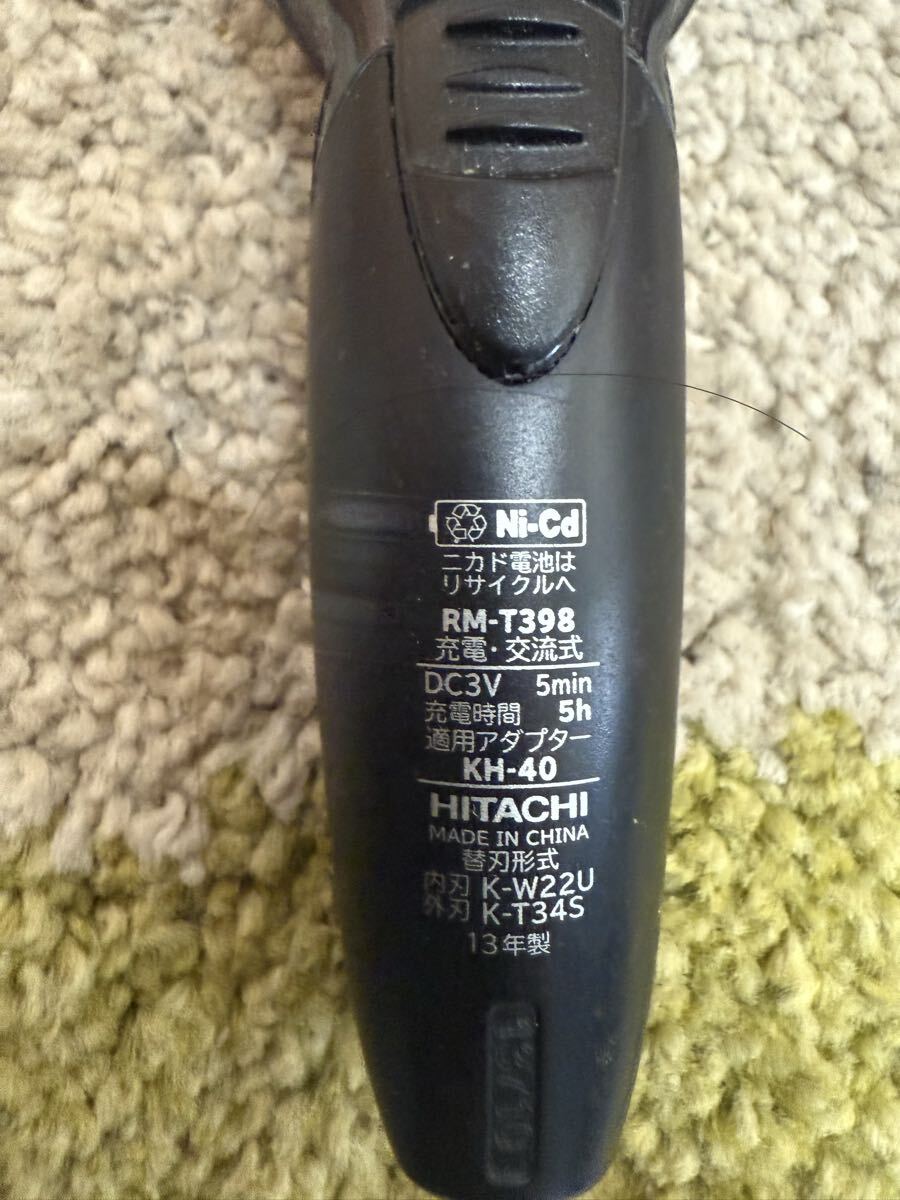 Ni-Cd
ニカド電池は
リサイクルへ
RM-T398
充電・交流式
DC3V 5min
充電時間 5h
適用アダプター
KH-40
HITACHI
MADE IN CHINA
替刃形式
内刃 K-W22U
外刃 K-T34S
13年製